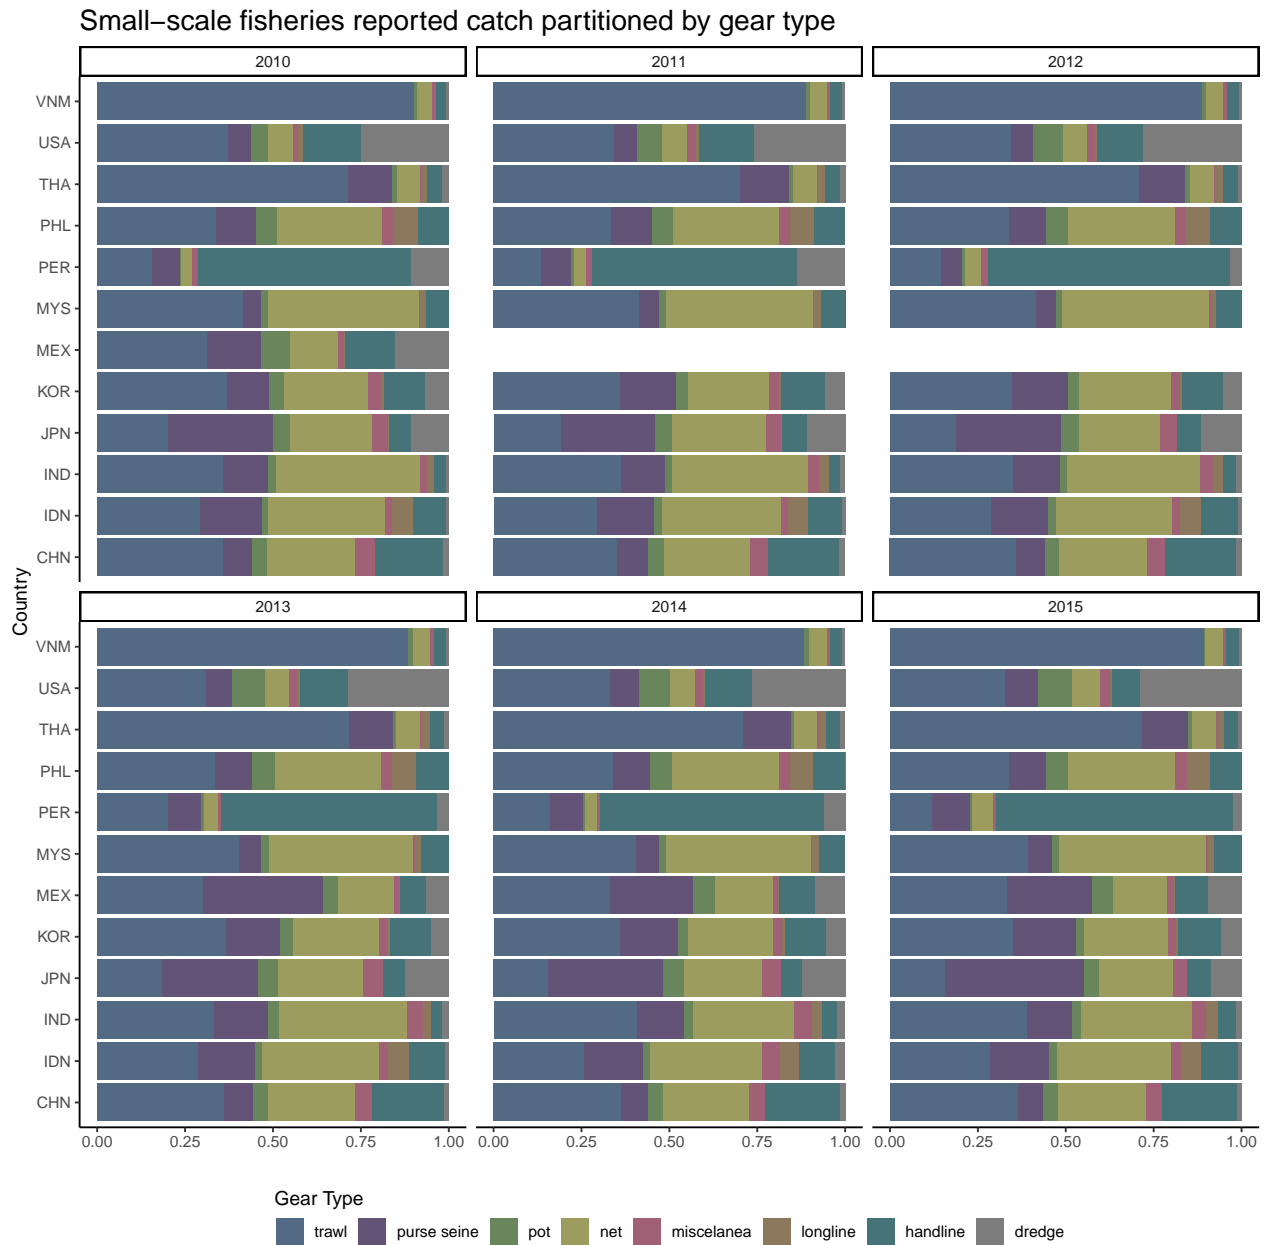 Small−scale fisheries reported catch partitioned by gear type
2010
2011
2012
VNM
USA
THA
PHL
PER
MYS
MEX
KOR
JPN
IND
IDN
CHN
Country
2013
2014
2015
VNM
USA
THA
PHL
PER
MYS
MEX
KOR
JPN
IND
IDN
CHN
0.00 0.25 0.50 0.75 1.00 0.00 0.25 0.50 0.75 1.00 0.00 0.25 0.50 0.75 1.00
Gear Type
trawl purse seine pot net miscelanea longline handline dredge